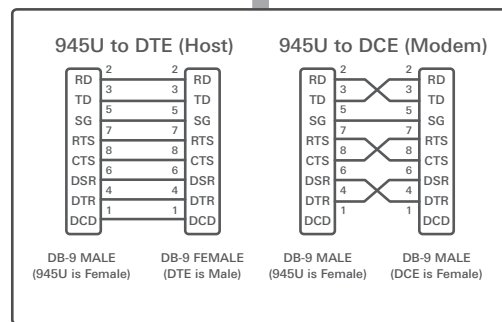 945U to DTE (Host)
2 2
RD RD
3 3
TD TD
5 5
SG SG
7 7
RTS RTS
8 8
CTS CTS
6 6
DSR DSR
4 4
DTR DTR
1 1
DCD DCD
DB-9 MALE DB-9 FEMALE
(945U is Female) (DTE is Male)
945U to DCE (Modem)
2 2
RD RD
3 3
TD TD
5 5
SG SG
7 7
RTS RTS
8 8
CTS CTS
6 6
DSR DSR
4 4
DTR DTR
1 1
DCD DCD
DB-9 MALE DB-9 MALE
(945U is Female) (DCE is Female)